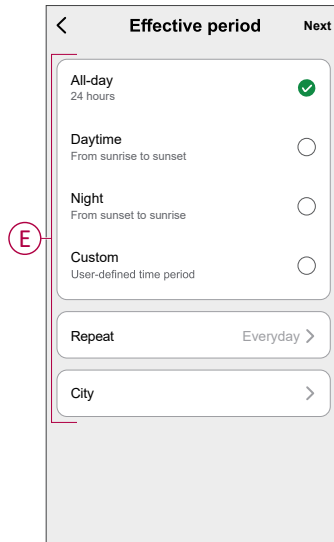 Effective period Next
All-day
24 hours
Daytime
From sunrise to sunset
Night
From sunset to sunrise
E
Custom
User-defined time period
Repeat Everyday
City